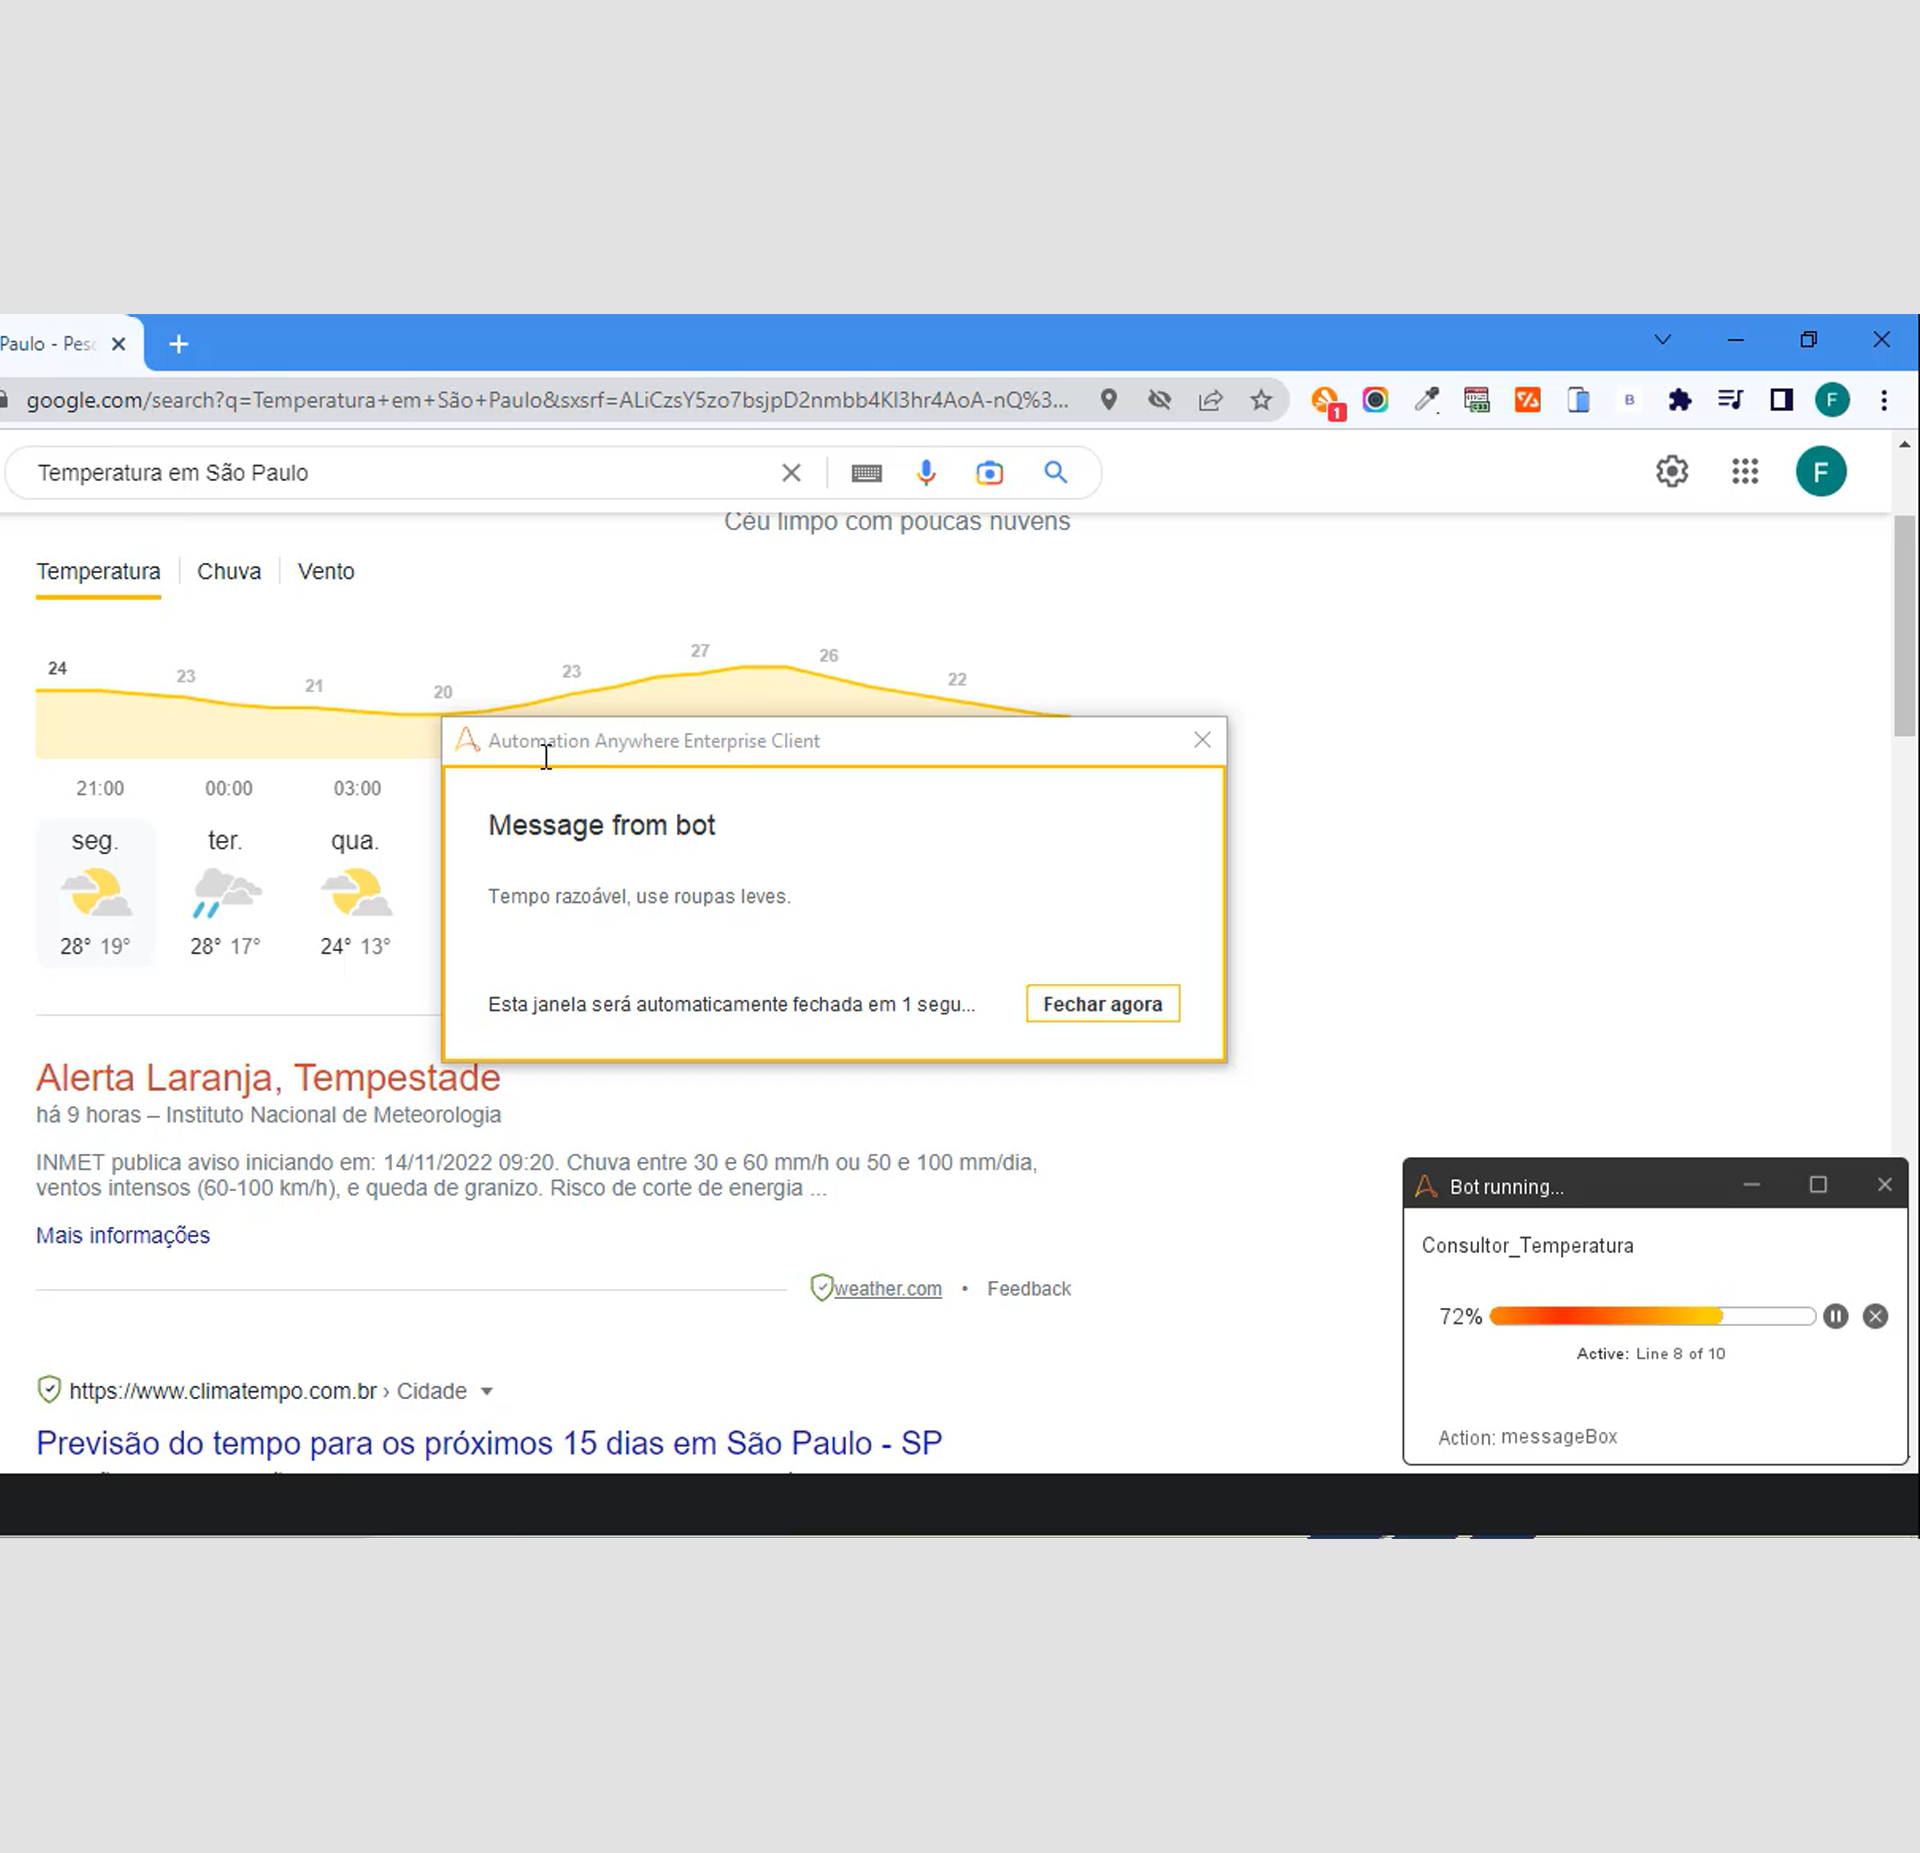 Paulo - Pes
google.com/search?q=Temperatura+em+São+Paulo&sxsrf=ALiCzsY5zo7bsjpD2nmbb4KI3hr4AoA-nQ%3...
1
B
F
Temperatura em São Paulo
F
Céu limpo com poucas nuvens
Temperatura
Chuva
Vento
24 23 21 20 23 27 26 22
Automation Anywhere Enterprise Client
21:00 00:00 03:00
Message from bot
seg. ter. qua.
Tempo razoável, use roupas leves.
28° 19° 28° 17° 24° 13°
Esta janela será automaticamente fechada em 1 segu...
Fechar agora
Alerta Laranja, Tempestade
há 9 horas – Instituto Nacional de Meteorologia
INMET publica aviso iniciando em: 14/11/2022 09:20. Chuva entre 30 e 60 mm/h ou 50 e 100 mm/dia,
ventos intensos (60-100 km/h), e queda de granizo. Risco de corte de energia ...
Mais informações
weather.com • Feedback
https://www.climatempo.com.br › Cidade
Previsão do tempo para os próximos 15 dias em São Paulo - SP
Bot running...
Consultor_Temperatura
72%
Active: Line 8 of 10
Action: messageBox